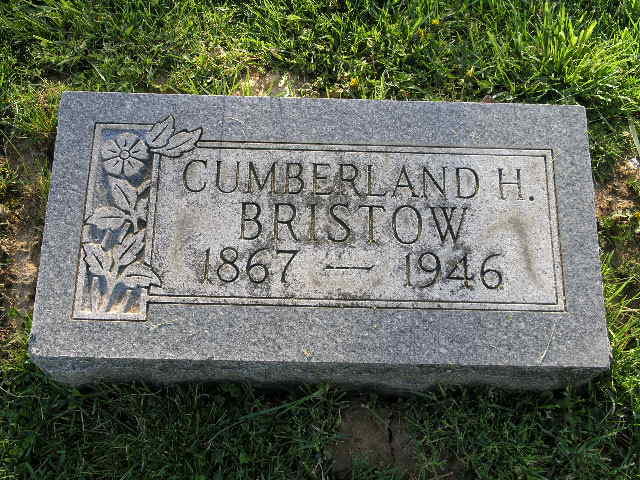 CUMBERLAND H.
BRISTOW
1867 — 1946